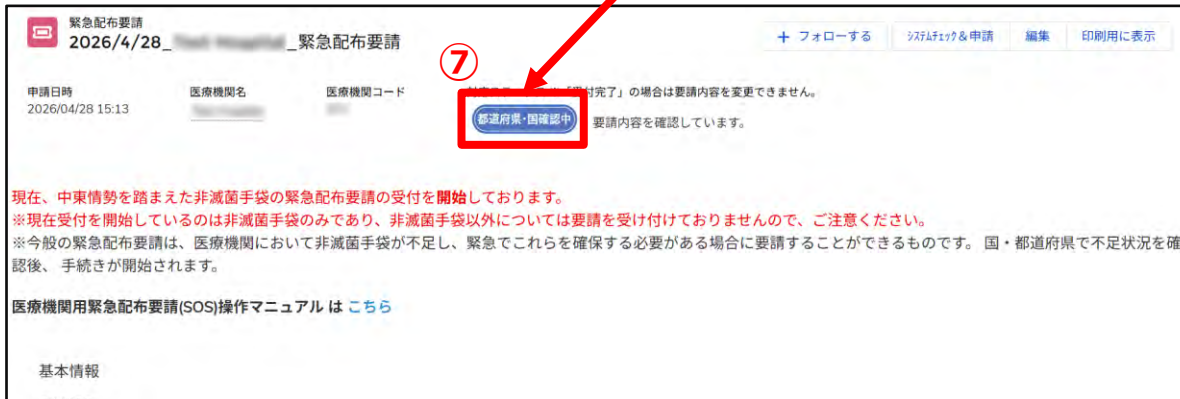 緊急配布要請
2026/4/28_ _緊急配布要請
+ フォローする
システムチェック&申請
編集
印刷用に表示
⑦
申請日時
医療機関名
医療機関コード
の場合は要請内容を変更できません。
2026/04/28 15:13
都道府県・国確認中
要請内容を確認しています。
現在、中東情勢を踏まえた非滅菌手袋の緊急配布要請の受付を開始しております。
※現在受付を開始しているのは非滅菌手袋のみであり、非滅菌手袋以外については要請を受け付けておりませんので、ご注意ください。
※今般の緊急配布要請は、医療機関において非滅菌手袋が不足し、緊急でこれらを確保する必要がある場合に要請することができるものです。 国・都道府県で不足状況を確
認後、 手続きが開始されます。
医療機関用緊急配布要請(SOS)操作マニュアル は こちら
基本情報